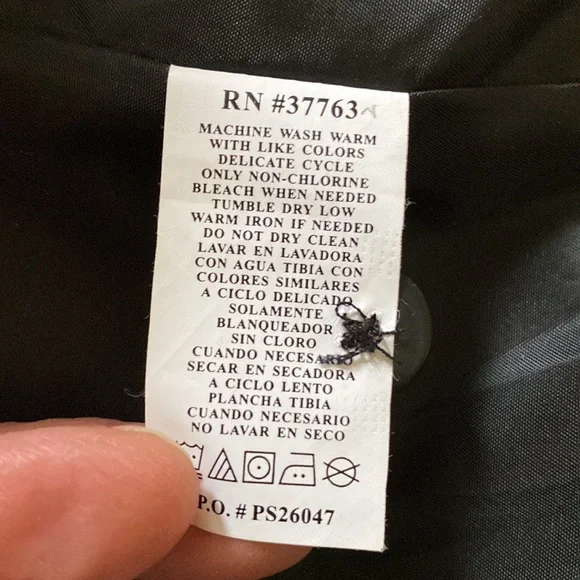 RN #37763
MACHINE WASH WARM
WITH LIKE COLORS
DELICATE CYCLE
ONLY NON-CHLORINE
BLEACH WHEN NEEDED
TUMBLE DRY LOW
WARM IRON IF NEEDED
DO NOT DRY CLEAN
LAVAR EN LAVADORA
CON AGUA TIBIA CON
COLORES SIMILARES
A CICLO DELICADO
SOLAMENTE
BLANQUEADOR
SIN CLORO
CUANDO NECESARIO
SECAR EN SECADORA
A CICLO LENTO
PLANCHA TIBIA
CUANDO NECESARIO
NO LAVAR EN SECO
P.O. # PS26047